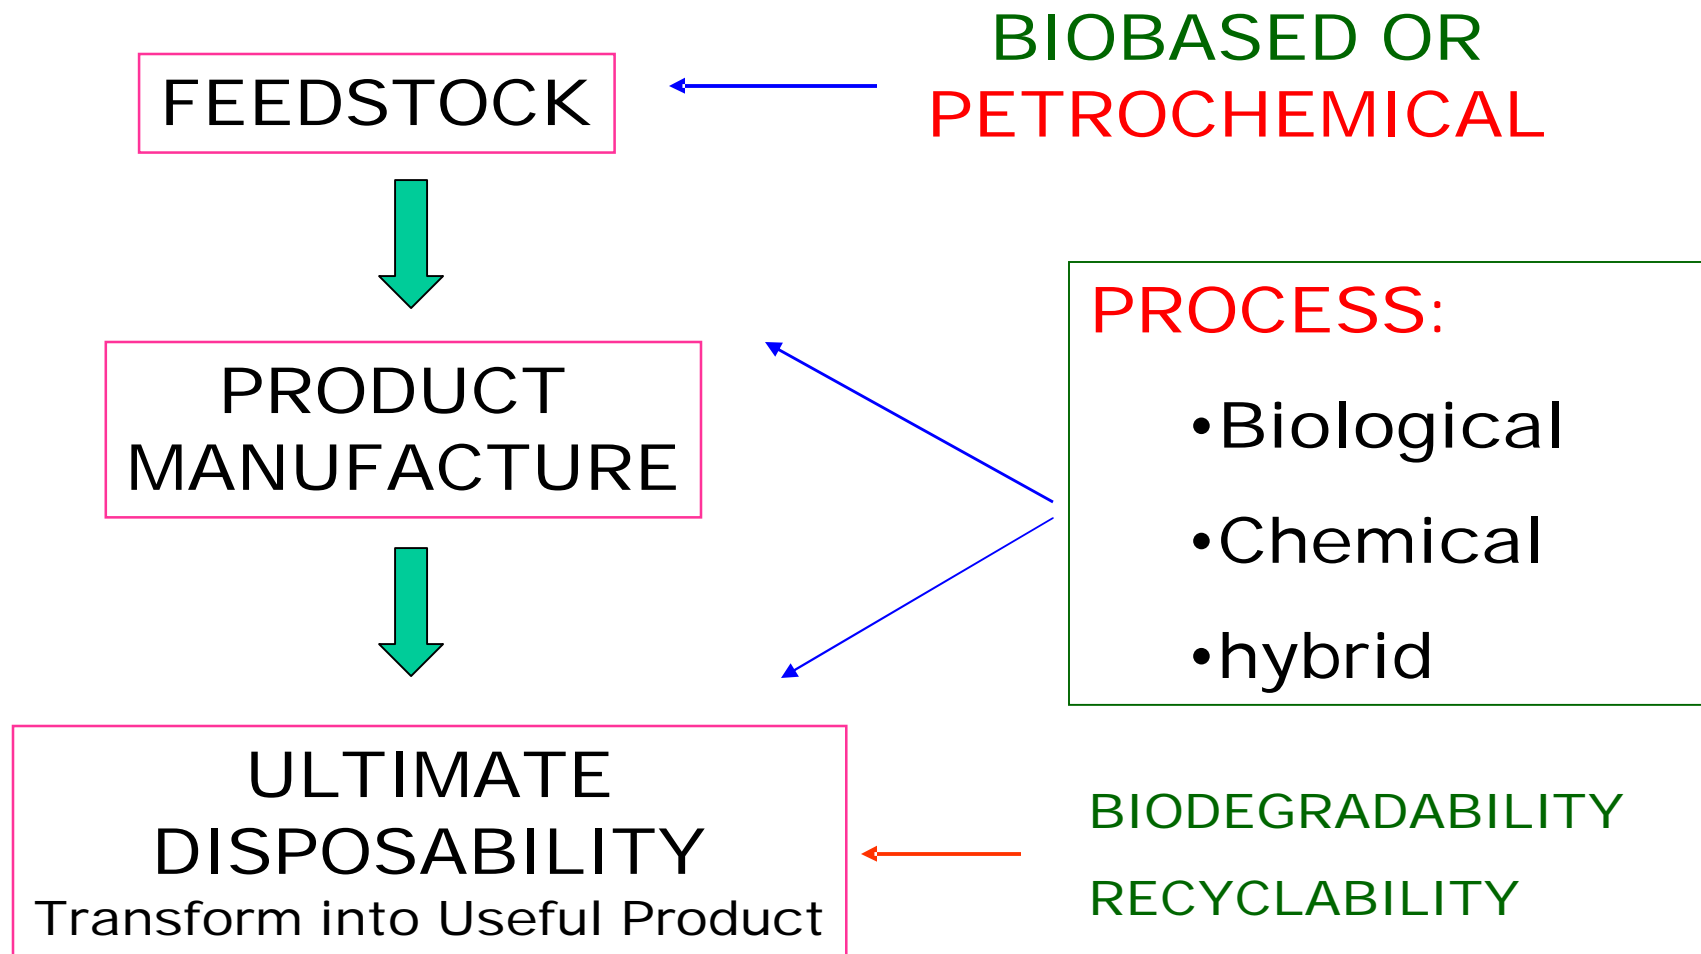 FEEDSTOCK
BIOBASED OR
PETROCHEMICAL
PRODUCT
MANUFACTURE
PROCESS:
•Biological
•Chemical
•hybrid
ULTIMATE
DISPOSABILITY
Transform into Useful Product
BIODEGRADABILITY
RECYCLABILITY